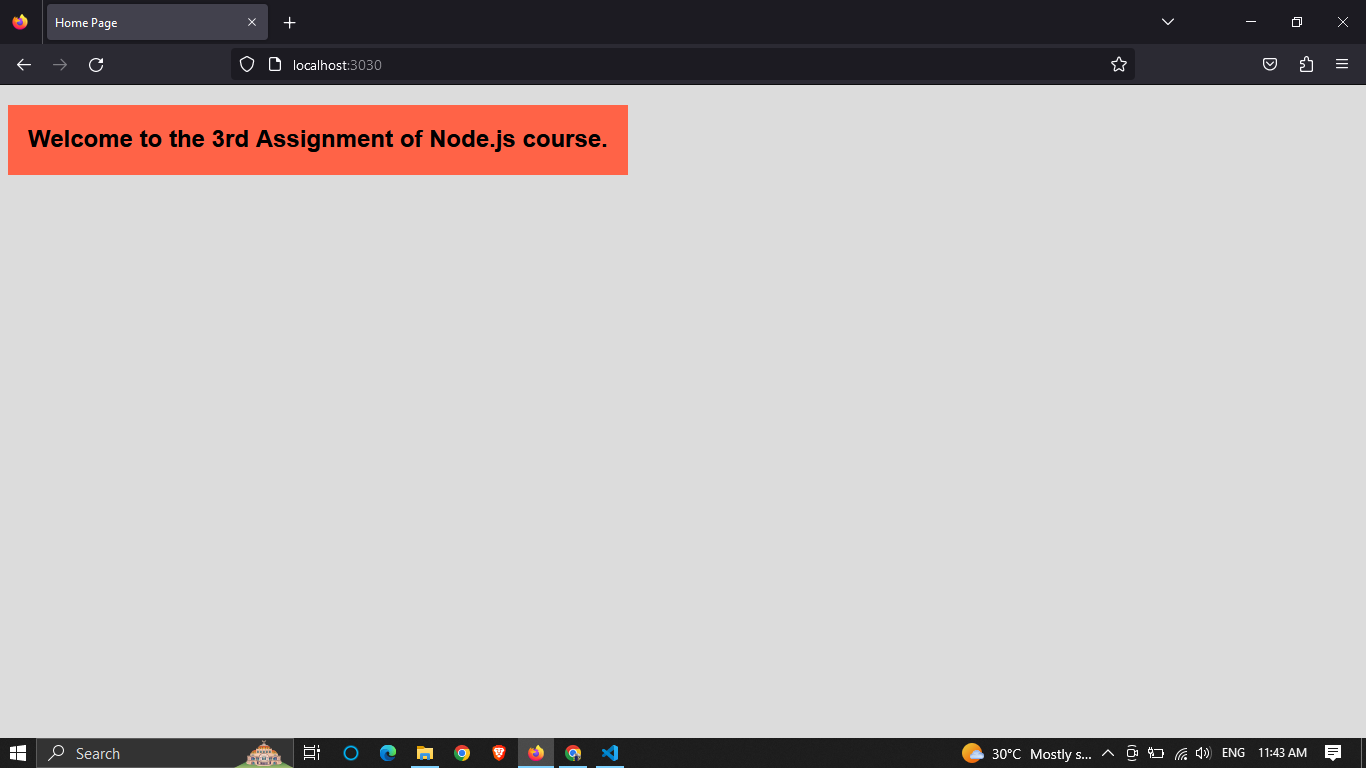 Home Page
localhost:3030
Welcome to the 3rd Assignment of Node.js course.
Search
30°C Mostly s...
ENG
11:43 AM